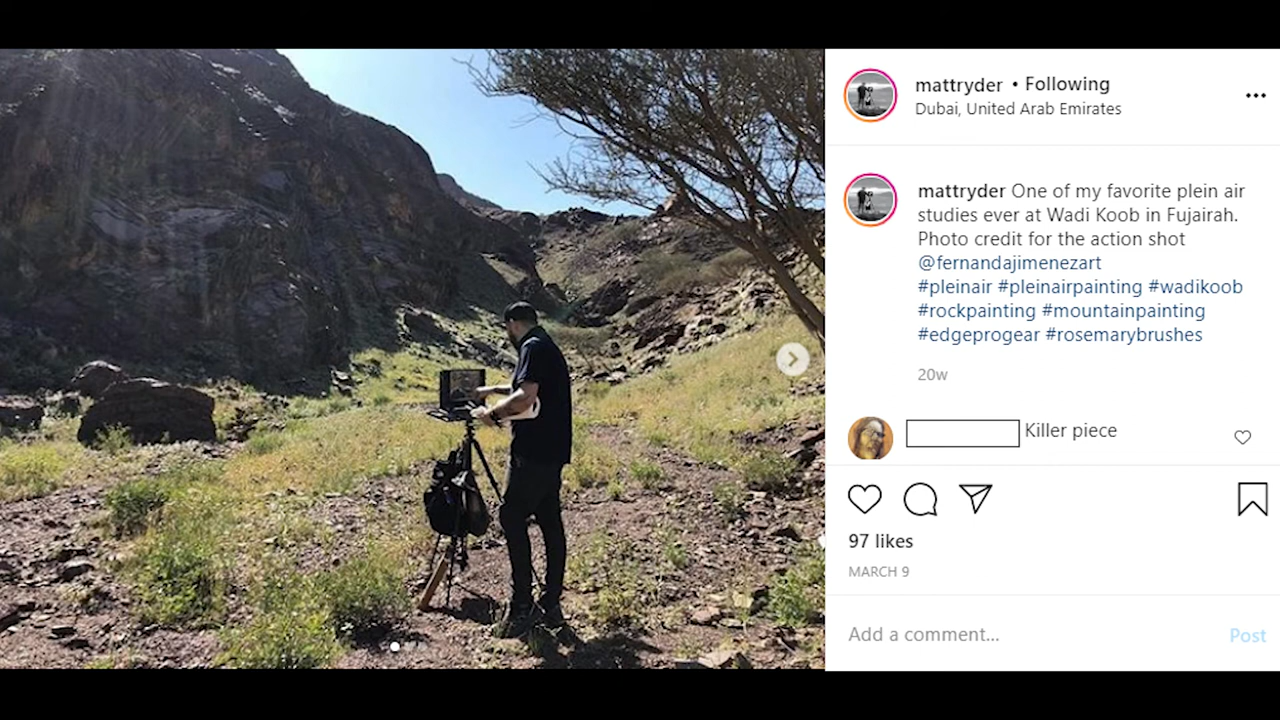 mattryder • Following
Dubai, United Arab Emirates
mattryder One of my favorite plein air
studies ever at Wadi Koob in Fujairah.
Photo credit for the action shot
@fernandajimenezart
#pleinair #pleinairpainting #wadikoob
#rockpainting #mountainpainting
#edgeprogear #rosemarybrushes
20w
Killer piece
97 likes
MARCH 9
Add a comment...
Post